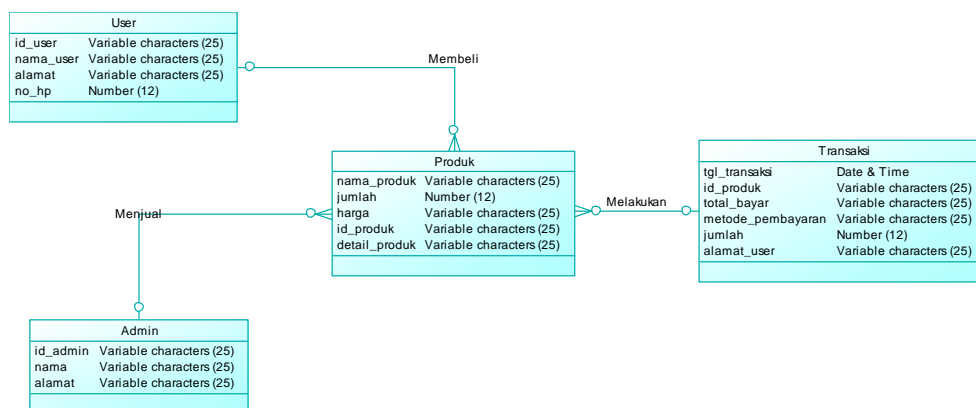 User
id_user Variable characters (25)
nama_user Variable characters (25)
alamat Variable characters (25)
no_hp Number (12)
Membeli
Produk
nama_produk Variable characters (25)
jumlah Number (12)
harga Variable characters (25)
id_produk Variable characters (25)
detail_produk Variable characters (25)
Melakukan
Transaksi
tgl_transaksi Date & Time
id_produk Variable characters (25)
total_bayar Variable characters (25)
metode_pembayaran Variable characters (25)
jumlah Number (12)
alamat_user Variable characters (25)
Menjual
Admin
id_admin Variable characters (25)
nama Variable characters (25)
alamat Variable characters (25)